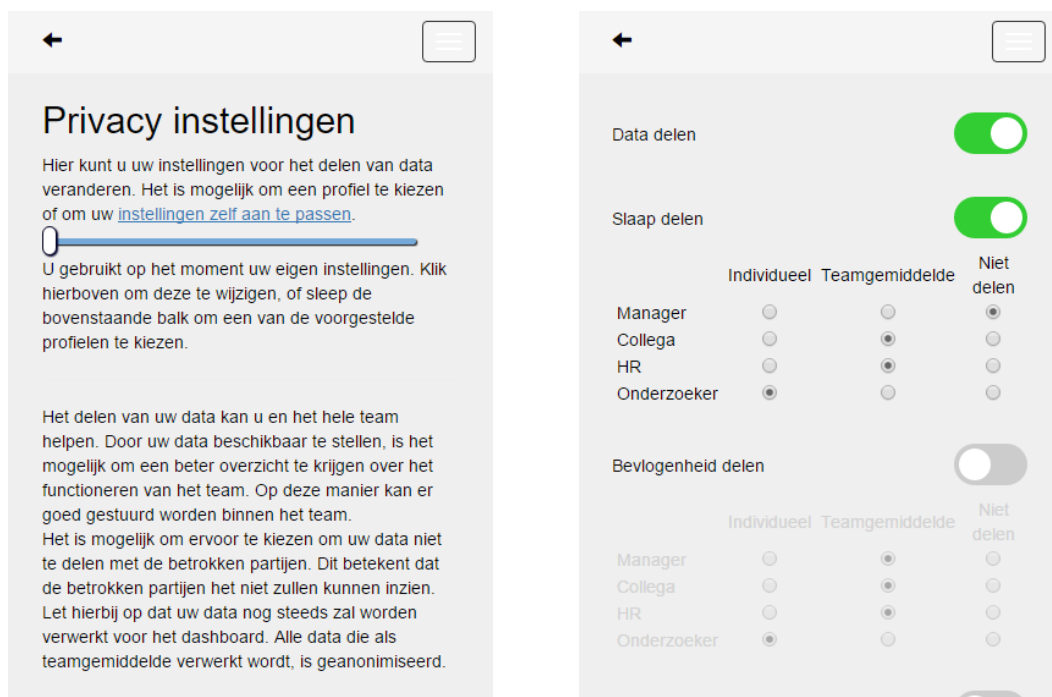 Privacy instellingen
Hier kunt u uw instellingen voor het delen van data
veranderen. Het is mogelijk om een profiel te kiezen
of om uw instellingen zelf aan te passen.
U gebruikt op het moment uw eigen instellingen. Klik
hierboven om deze te wijzigen, of sleep de
bovenstaande balk om een van de voorgestelde
profielen te kiezen.
Het delen van uw data kan u en het hele team
helpen. Door uw data beschikbaar te stellen, is het
mogelijk om een beter overzicht te krijgen over het
functioneren van het team. Op deze manier kan er
goed gestuurd worden binnen het team.
Het is mogelijk om ervoor te kiezen om uw data niet
te delen met de betrokken partijen. Dit betekent dat
de betrokken partijen het niet zullen kunnen inzien.
Let hierbij op dat uw data nog steeds zal worden
verwerkt voor het dashboard. Alle data die als
teamgemiddelde verwerkt wordt, is geanonimiseerd.
Data delen
Slaap delen
Individueel Teamgemiddelde Niet
delen
Manager
Collega
HR
Onderzoeker
Bevlogenheid delen
Individueel Teamgemiddelde Niet
delen
Manager
Collega
HR
Onderzoeker